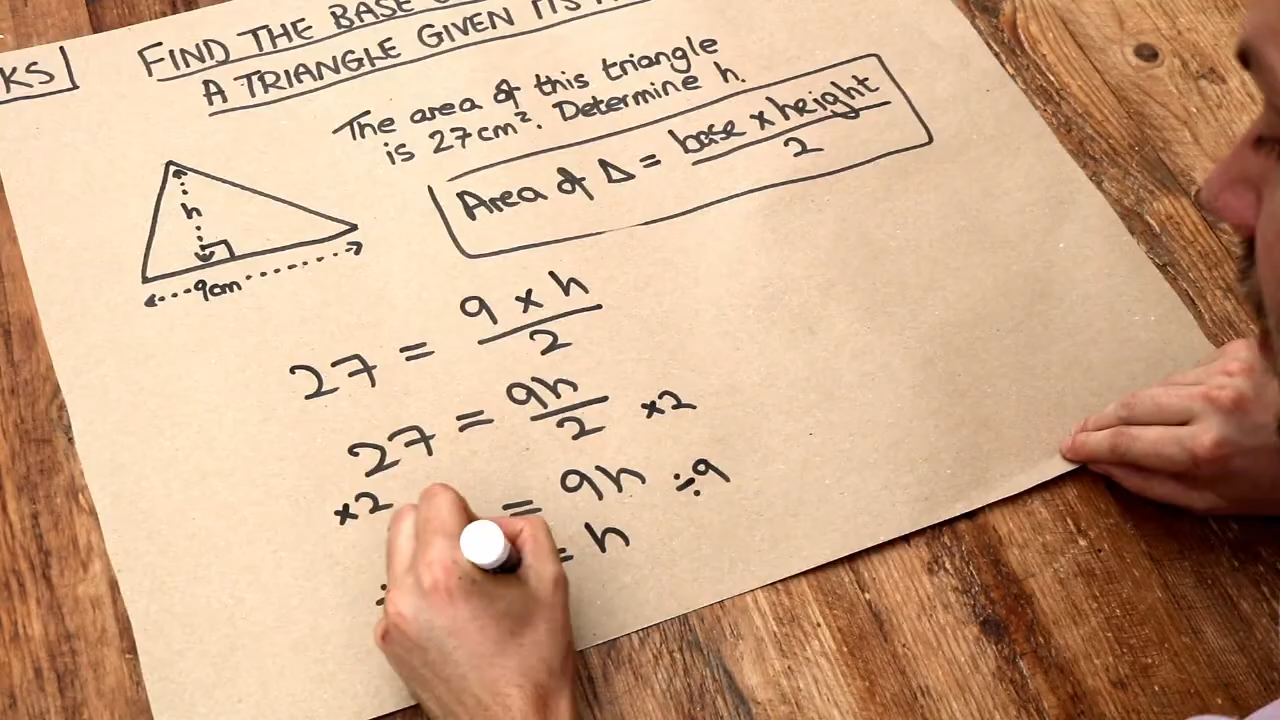 KS
FIND THE BASE
A TRIANGLE GIVEN ITS
The area of this triangle
is 27cm². Determine h.
Area of Δ = base x height
2
h
9cm
27 = 9 x h
2
27 = 9h
2
x2
x2
= 9h ÷9
= h